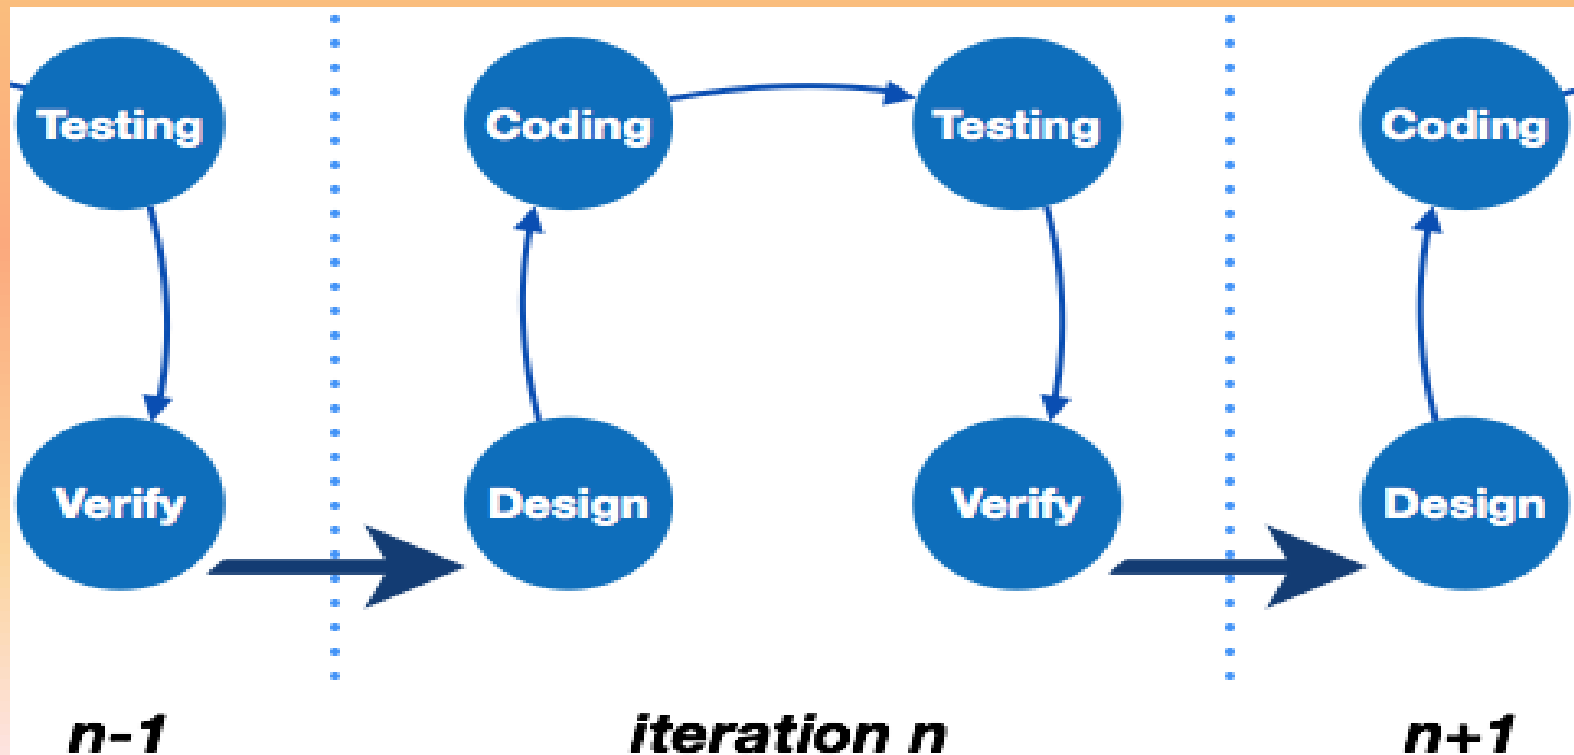 Testing
Coding
Testing
Coding
Verify
Design
Verify
Design
n-1
iteration n
n+1